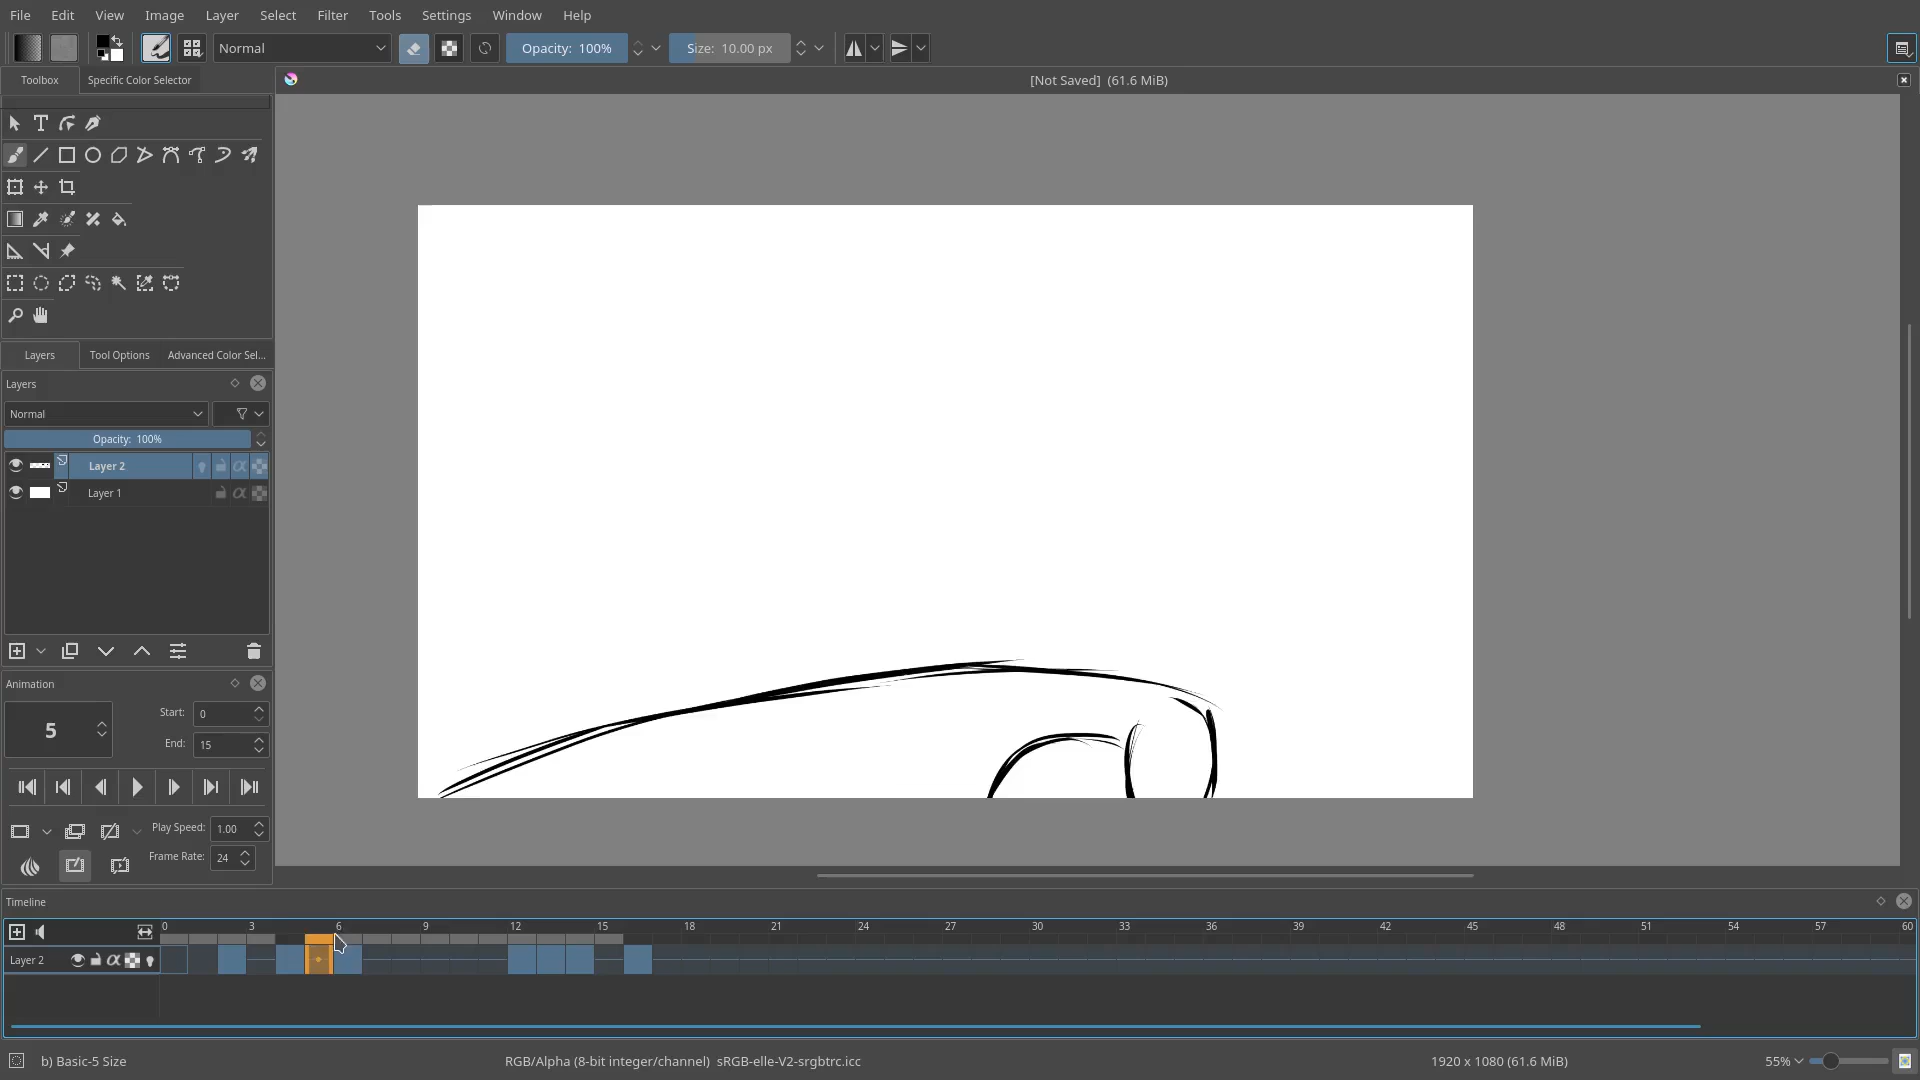 File Edit View Image Layer Select Filter Tools Settings Window Help
Normal Opacity: 100% Size: 10.00 px
Toolbox Specific Color Selector
[Not Saved] (61.6 MiB)
Layers Tool Options Advanced Color Sel...
Layers
Normal
Opacity: 100%
Layer 2
Layer 1
Animation
5
Start: 0
End: 15
Play Speed: 1.00
Frame Rate: 24
Timeline
0 3 6 9 12 15 18 21 24 27 30 33 36 39 42 45 48 51 54 57 60
Layer 2
b) Basic-5 Size
RGB/Alpha (8-bit integer/channel) sRGB-elle-V2-srgbtrc.icc
1920 x 1080 (61.6 MiB)
55%